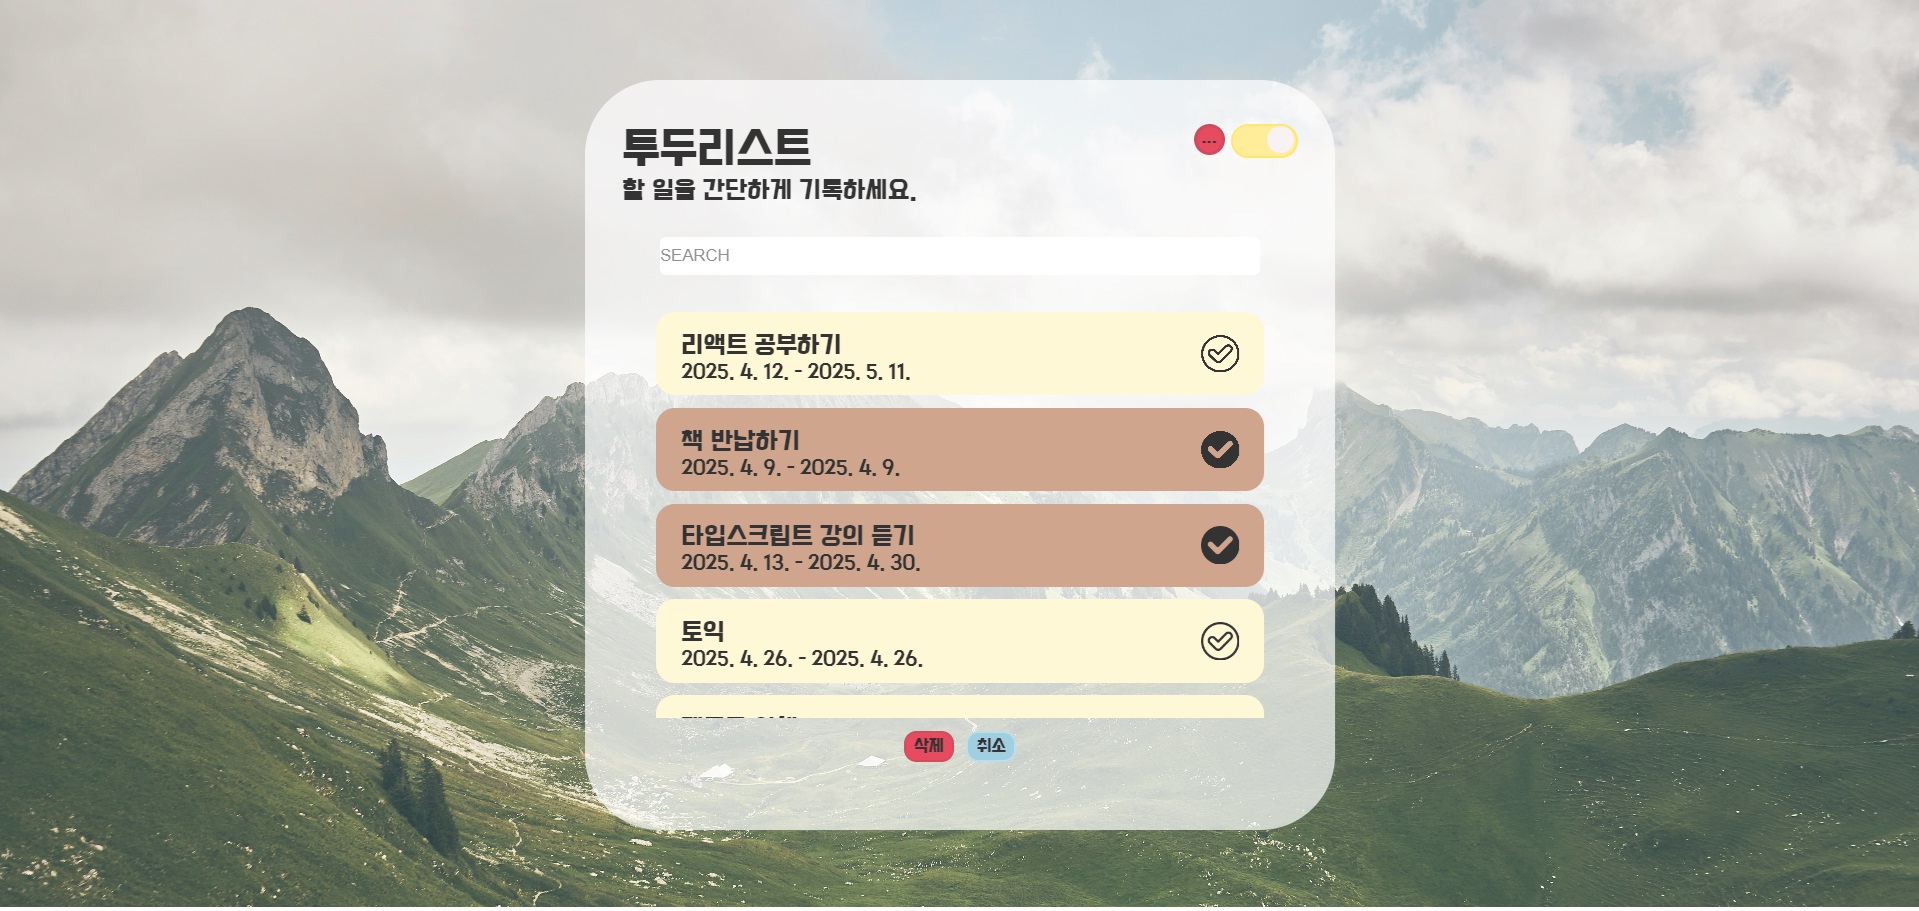 투두리스트
...
할 일을 간단하게 기록하세요.
SEARCH
리액트 공부하기
2025. 4. 12. - 2025. 5. 11.
책 반납하기
2025. 4. 9. - 2025. 4. 9.
타입스크립트 강의 듣기
2025. 4. 13. - 2025. 4. 30.
토익
2025. 4. 26. - 2025. 4. 26.
삭제
취소